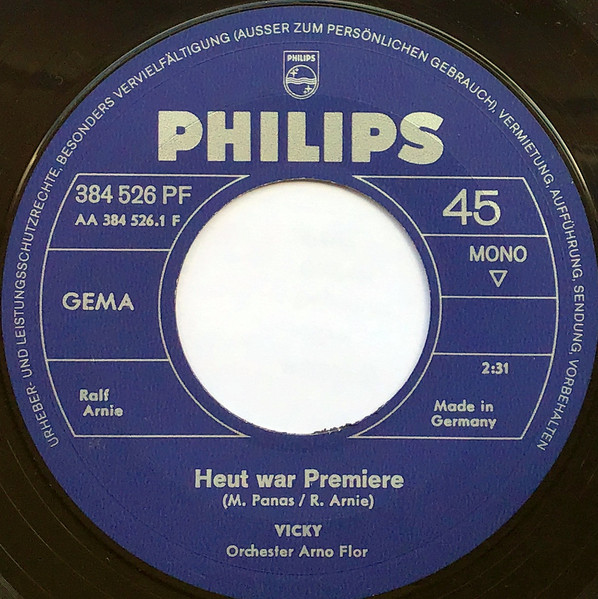 URHEBER- UND LEISTUNGSSCHUTZRECHTE, BESONDERS VERVIELFÄLTIGUNG (AUSSER ZUM PERSÖNLICHEN GEBRAUCH), VERMIETUNG, AUFFÜHRUNG, SENDUNG, VORBEHALTEN
PHILIPS
PHILIPS
384 526 PF
AA 384 526.1 F
45
MONO
GEMA
2:31
Ralf
Arnie
Made in
Germany
Heut war Premiere
(M. Panas / R. Arnie)
VICKY
Orchester Arno Flor